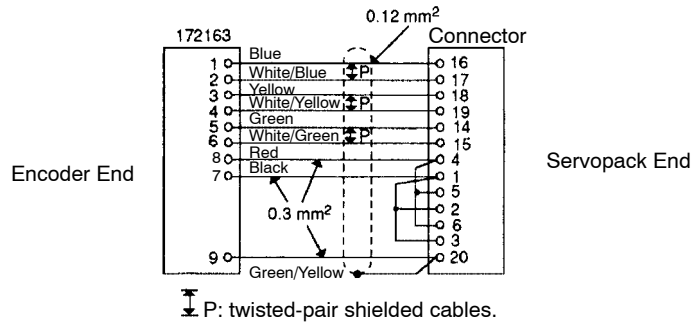 0.12 mm²
172163 Connector
1 Blue 16
2 White/Blue P 17
3 Yellow 18
4 White/Yellow P 19
5 Green 14
6 White/Green P 15
8 Red 4
7 Black 1
5
Encoder End Servopack End
0.3 mm² 2
6
3
9 20
Green/Yellow
P: twisted-pair shielded cables.